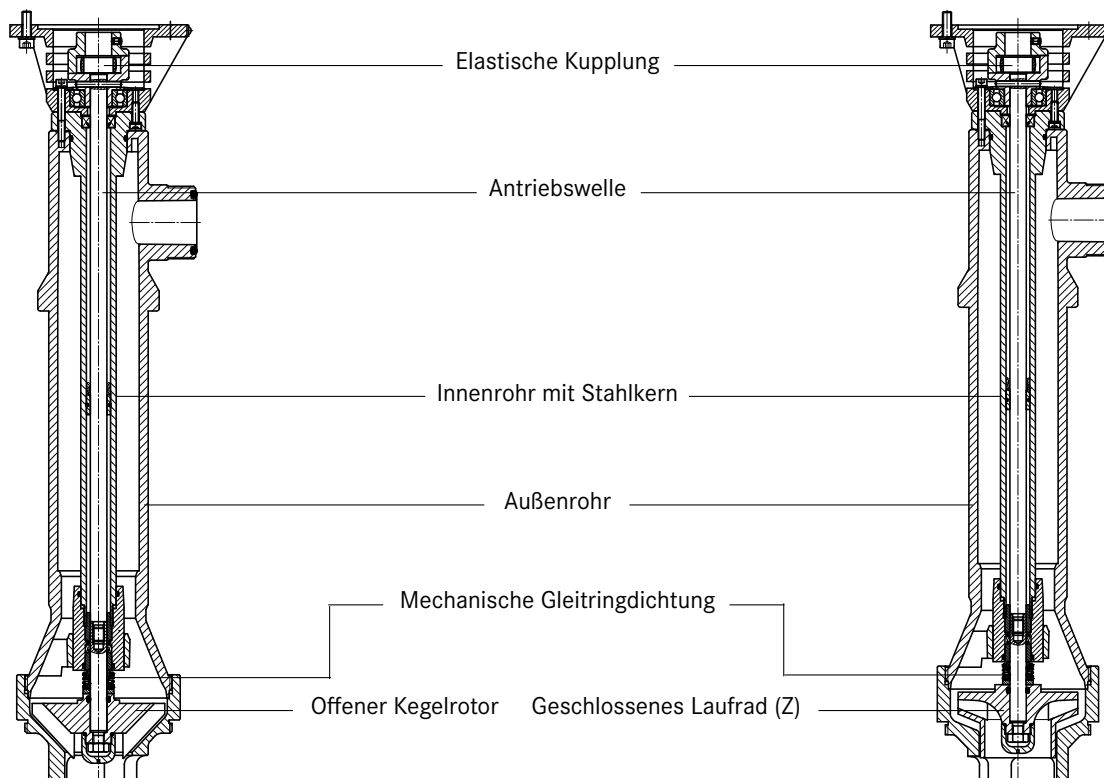 Elastische Kupplung
Antriebswelle
Innenrohr mit Stahlkern
Außenrohr
Mechanische Gleitringdichtung
Offener Kegelrotor Geschlossenes Laufrad (Z)